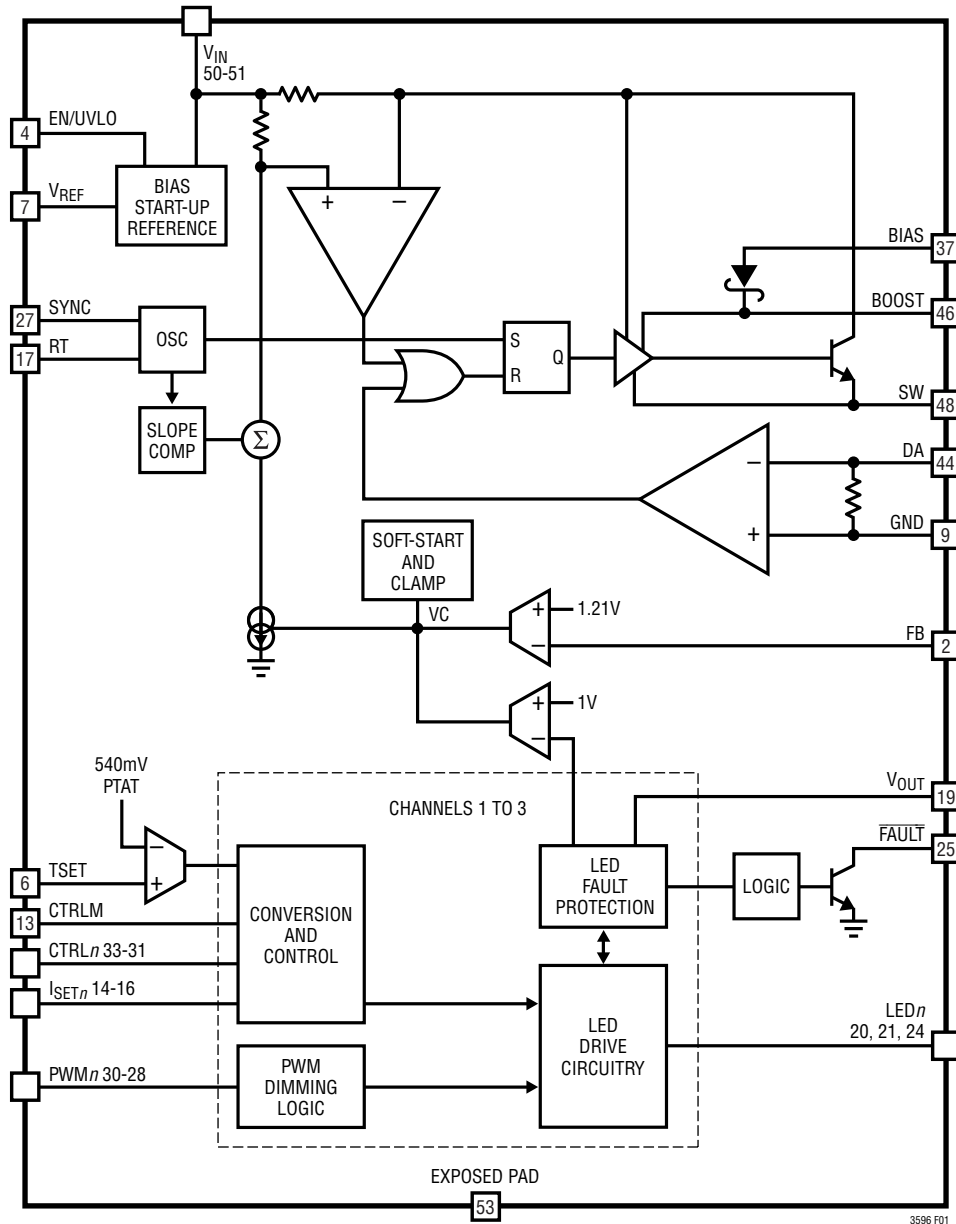 V_IN
50-51
4
EN/UVLO
7
V_REF
BIAS
START-UP
REFERENCE
+
–
BIAS
37
BOOST
46
27
SYNC
17
RT
OSC
S
R
Q
SW
48
SLOPE
COMP
Σ
–
+
DA
44
GND
9
SOFT-START
AND
CLAMP
VC
+
–
1.21V
FB
2
+
–
1V
540mV
PTAT
CHANNELS 1 TO 3
V_OUT
19
FAULT
25
–
+
6
TSET
13
CTRLM
CTRLn 33-31
I_SETn 14-16
CONVERSION
AND
CONTROL
LED
FAULT
PROTECTION
LOGIC
LED
DRIVE
CIRCUITRY
LEDn
20, 21, 24
PWMn 30-28
PWM
DIMMING
LOGIC
EXPOSED PAD
53
3596 F01